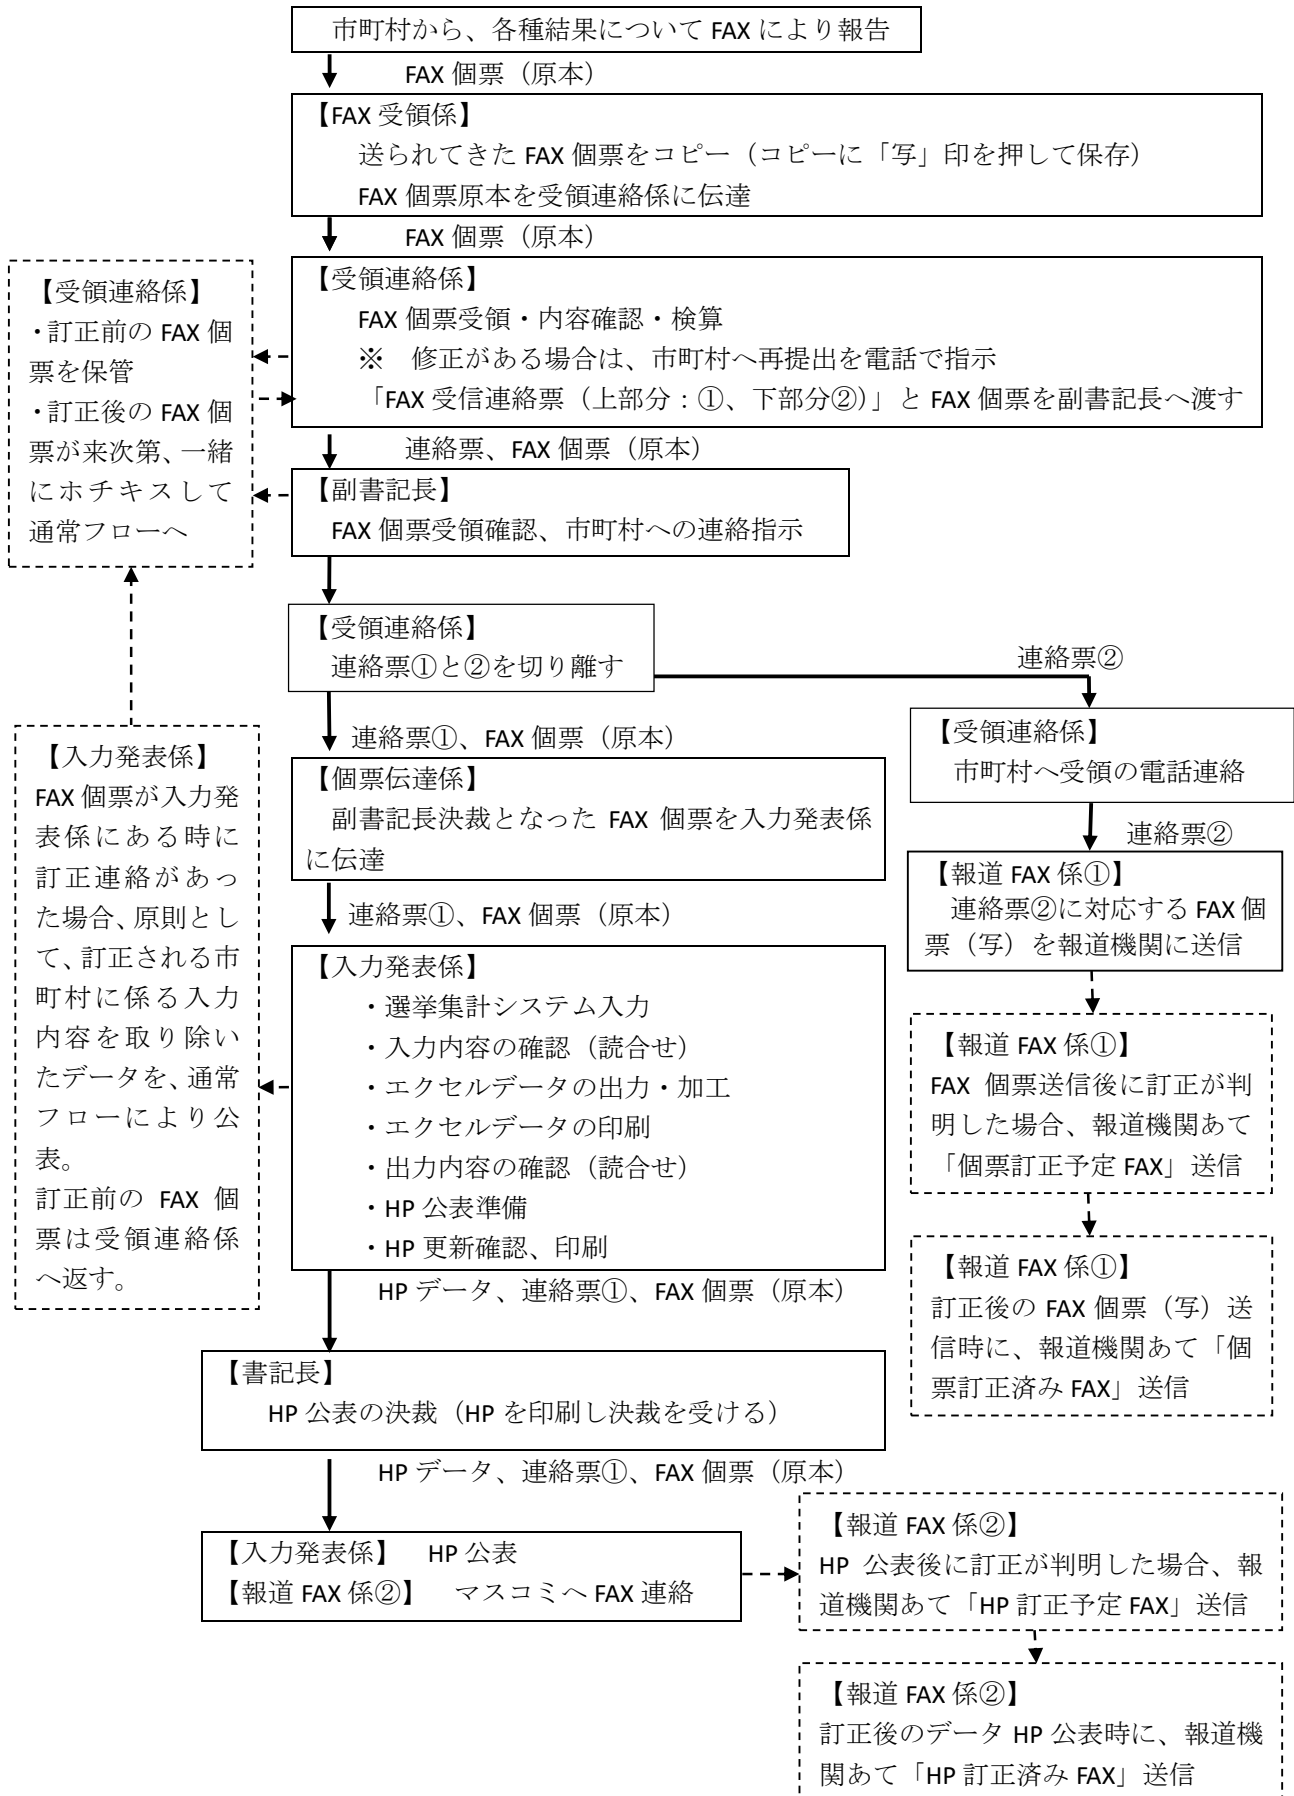 市町村から、各種結果について FAX により報告
FAX 個票（原本）
【FAX 受領係】
送られてきた FAX 個票をコピー（コピーに「写」印を押して保存）
FAX 個票原本を受領連絡係に伝達
FAX 個票（原本）
【受領連絡係】
FAX 個票受領・内容確認・検算
※　修正がある場合は、市町村へ再提出を電話で指示
「FAX 受信連絡票（上部分：①、下部分②）」と FAX 個票を副書記長へ渡す
【受領連絡係】
・訂正前の FAX 個
票を保管
・訂正後の FAX 個
票が来次第、一緒
にホチキスして
通常フローへ
連絡票、FAX 個票（原本）
【副書記長】
FAX 個票受領確認、市町村への連絡指示
【受領連絡係】
連絡票①と②を切り離す
連絡票②
【受領連絡係】
市町村へ受領の電話連絡
連絡票②
【報道 FAX 係①】
連絡票②に対応する FAX 個
票（写）を報道機関に送信
【報道 FAX 係①】
FAX 個票送信後に訂正が判
明した場合、報道機関あて
「個票訂正予定 FAX」送信
【報道 FAX 係①】
訂正後の FAX 個票（写）送
信時に、報道機関あて「個
票訂正済み FAX」送信
連絡票①、FAX 個票（原本）
【個票伝達係】
副書記長決裁となった FAX 個票を入力発表係
に伝達
連絡票①、FAX 個票（原本）
【入力発表係】
・選挙集計システム入力
・入力内容の確認（読合せ）
・エクセルデータの出力・加工
・エクセルデータの印刷
・出力内容の確認（読合せ）
・HP 公表準備
・HP 更新確認、印刷
【入力発表係】
FAX 個票が入力発
表係にある時に
訂正連絡があっ
た場合、原則とし
て、訂正される市
町村に係る入力
内容を取り除い
たデータを、通常
フローにより公
表。
訂正前の FAX 個
票は受領連絡係
へ返す。
HP データ、連絡票①、FAX 個票（原本）
【書記長】
HP 公表の決裁（HP を印刷し決裁を受ける）
HP データ、連絡票①、FAX 個票（原本）
【入力発表係】　HP 公表
【報道 FAX 係②】　マスコミへ FAX 連絡
【報道 FAX 係②】
HP 公表後に訂正が判明した場合、報
道機関あて「HP 訂正予定 FAX」送信
【報道 FAX 係②】
訂正後のデータ HP 公表時に、報道機
関あて「HP 訂正済み FAX」送信